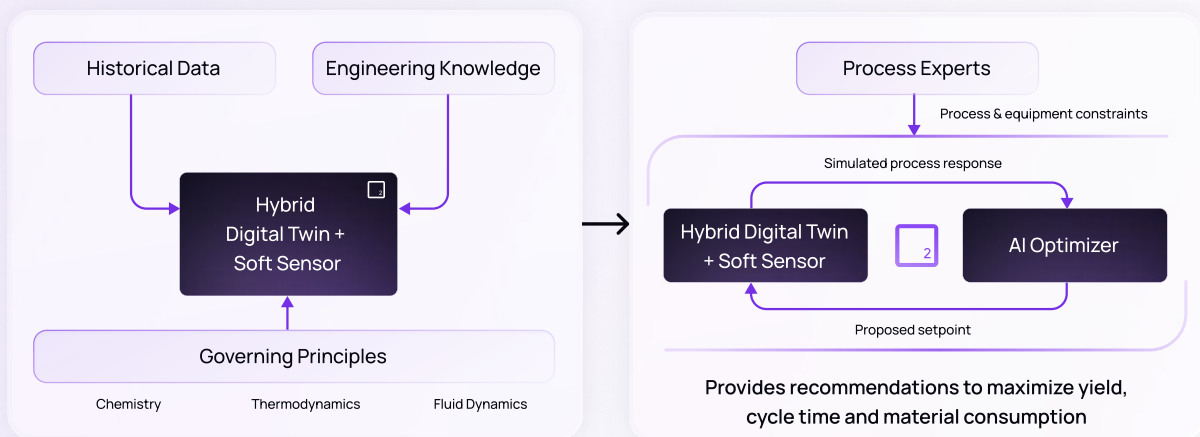 Historical Data
Engineering Knowledge
2
Hybrid
Digital Twin +
Soft Sensor
Governing Principles
Chemistry
Thermodynamics
Fluid Dynamics
Process Experts
Process & equipment constraints
Simulated process response
Hybrid Digital Twin
+ Soft Sensor
2
AI Optimizer
Proposed setpoint
Provides recommendations to maximize yield,
cycle time and material consumption